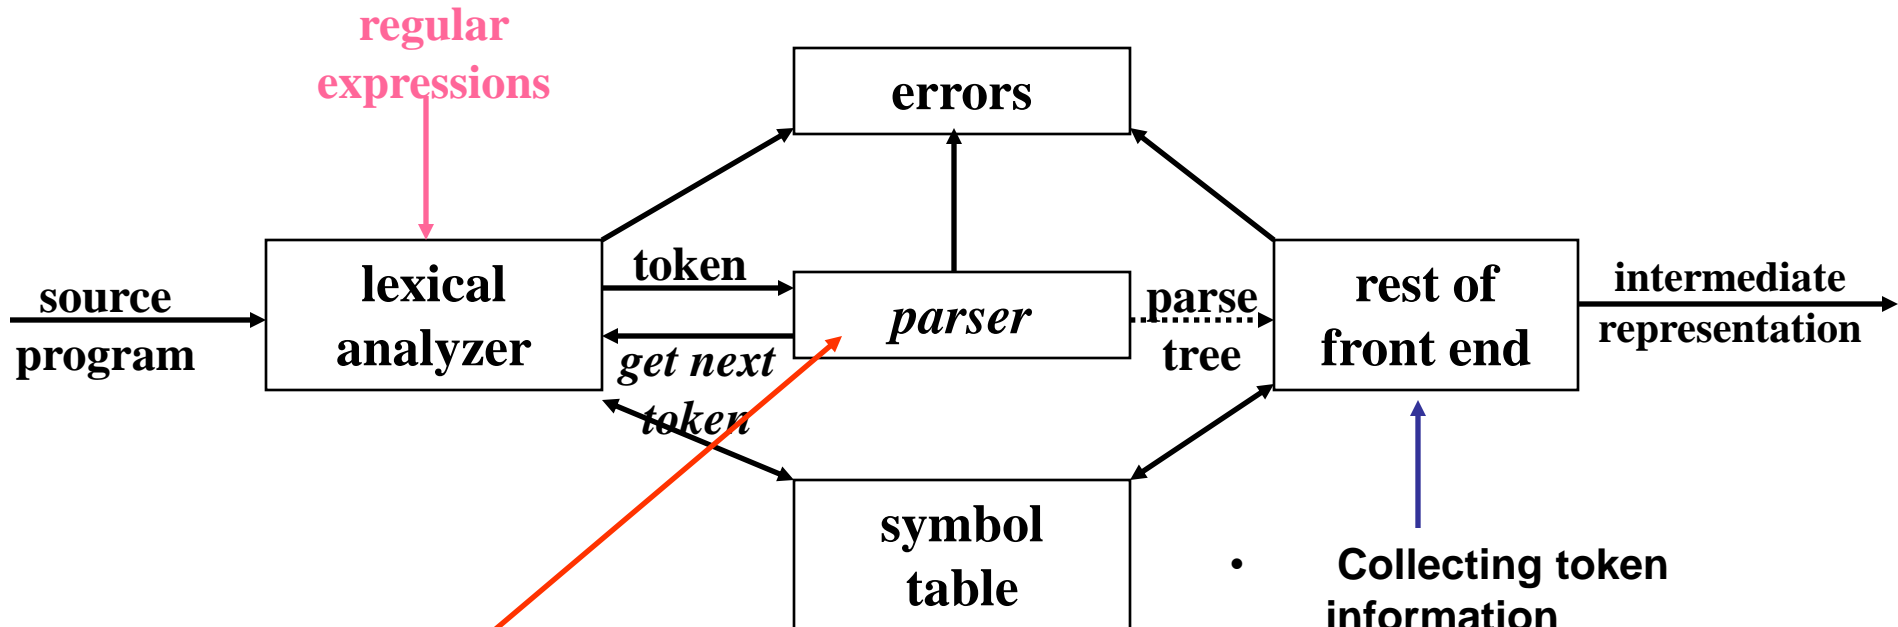 regular
expressions
errors
source
program
lexical
analyzer
token
get next
token
parser
parse
tree
rest of
front end
intermediate
representation
symbol
table
• Collecting token
information